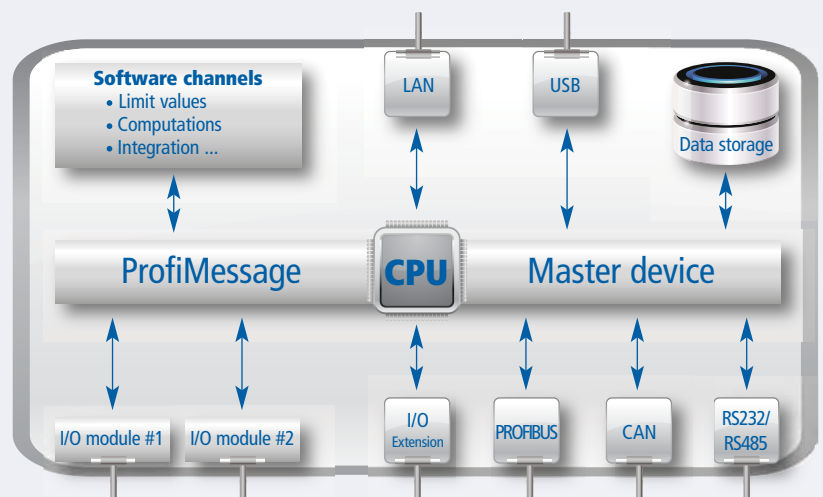 Software channels
• Limit values
• Computations
• Integration ...
LAN
USB
Data storage
ProfiMessage
CPU
Master device
I/O module #1
I/O module #2
I/O
Extension
PROFIBUS
CAN
RS232/
RS485